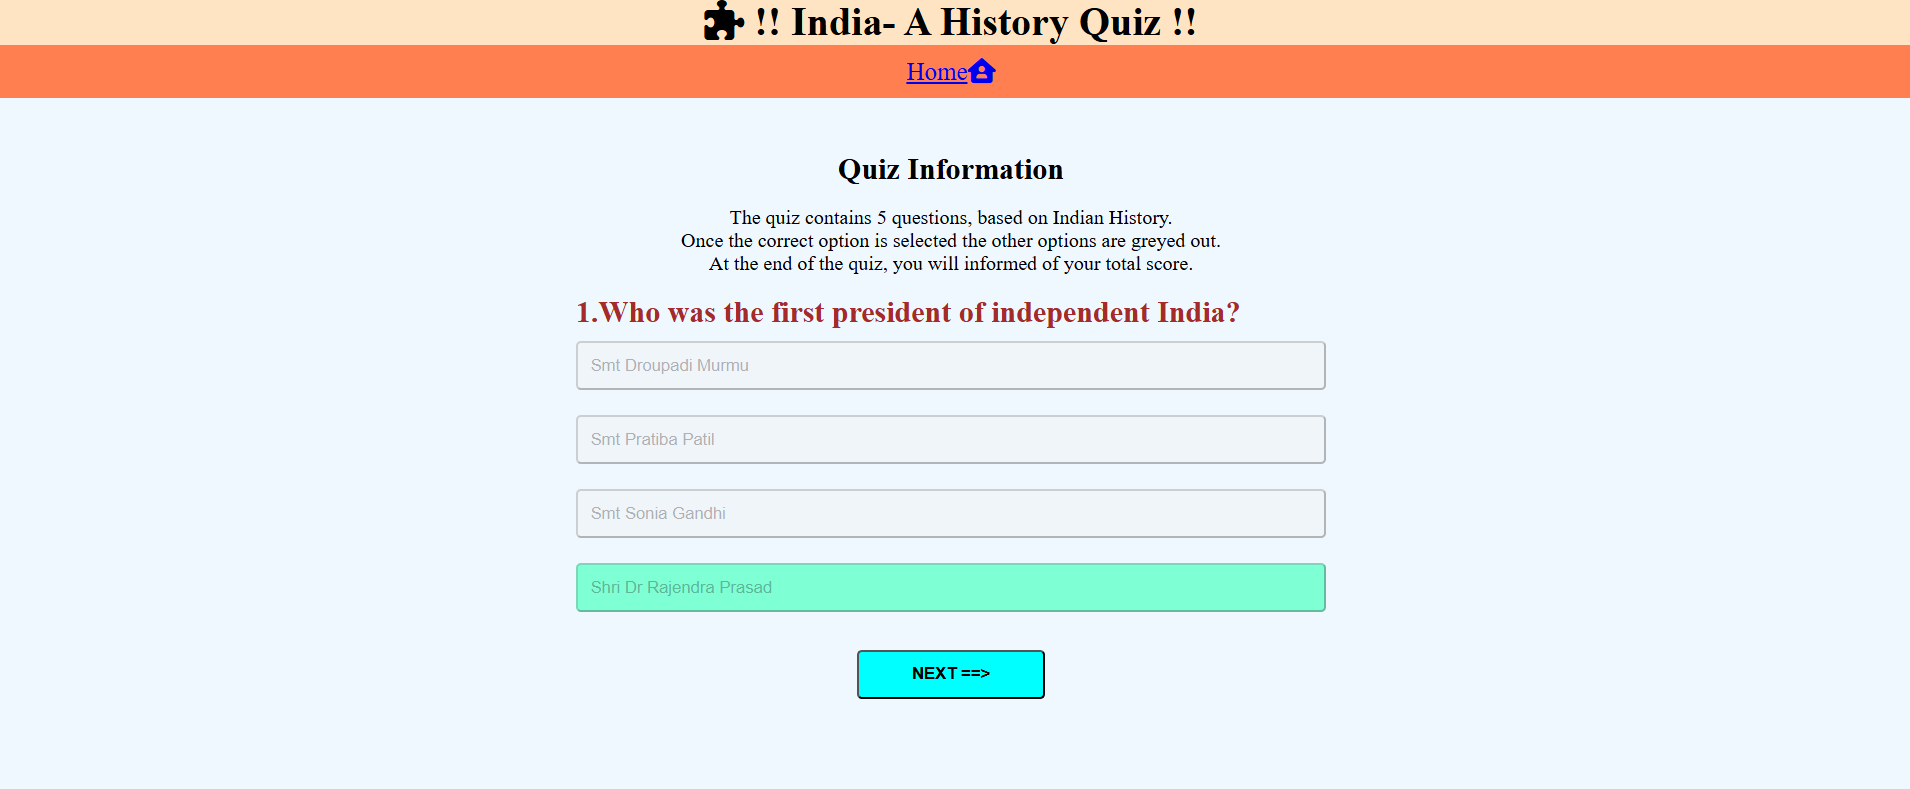 !! India- A History Quiz !!
Home
Quiz Information
The quiz contains 5 questions, based on Indian History.
Once the correct option is selected the other options are greyed out.
At the end of the quiz, you will informed of your total score.
1.Who was the first president of independent India?
Smt Droupadi Murmu
Smt Pratiba Patil
Smt Sonia Gandhi
Shri Dr Rajendra Prasad
NEXT ==>